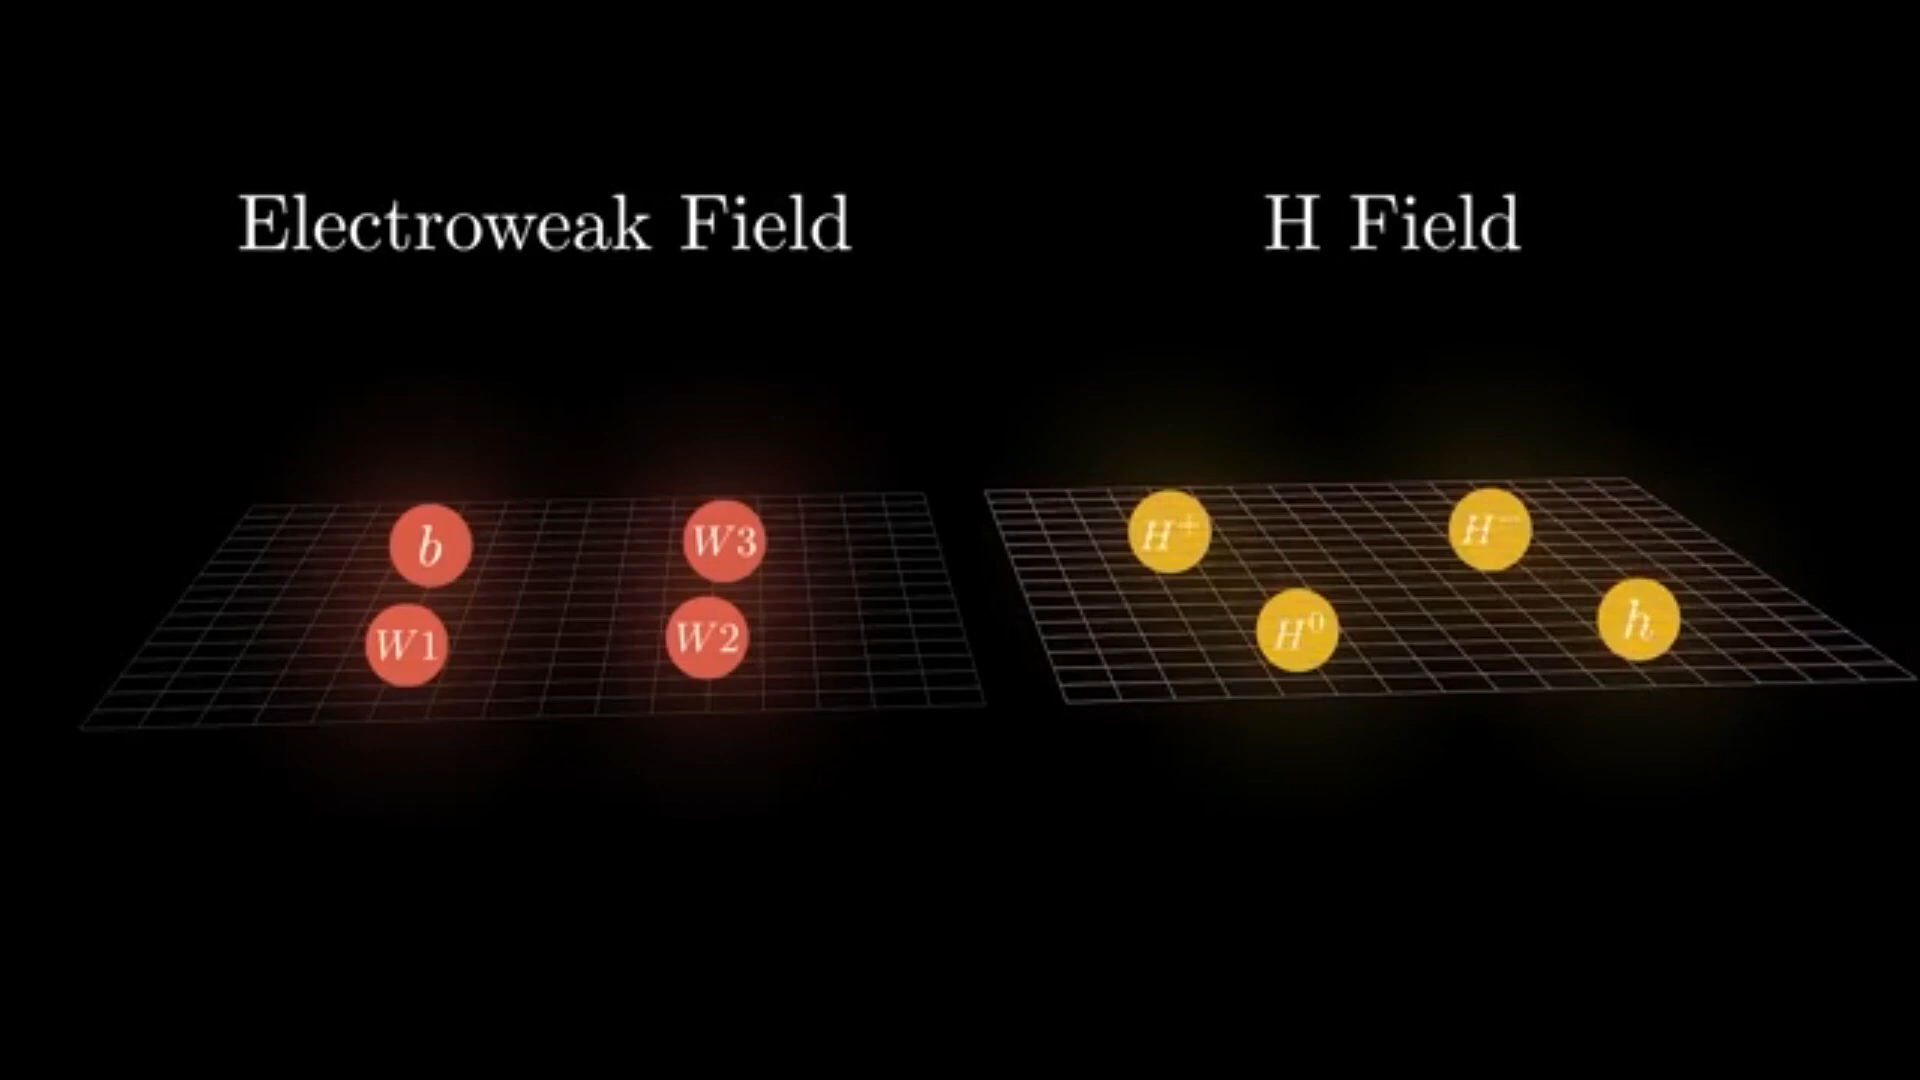 Electroweak Field
H Field
b
W3
W1
W2
H⁺
H⁻
H⁰
h